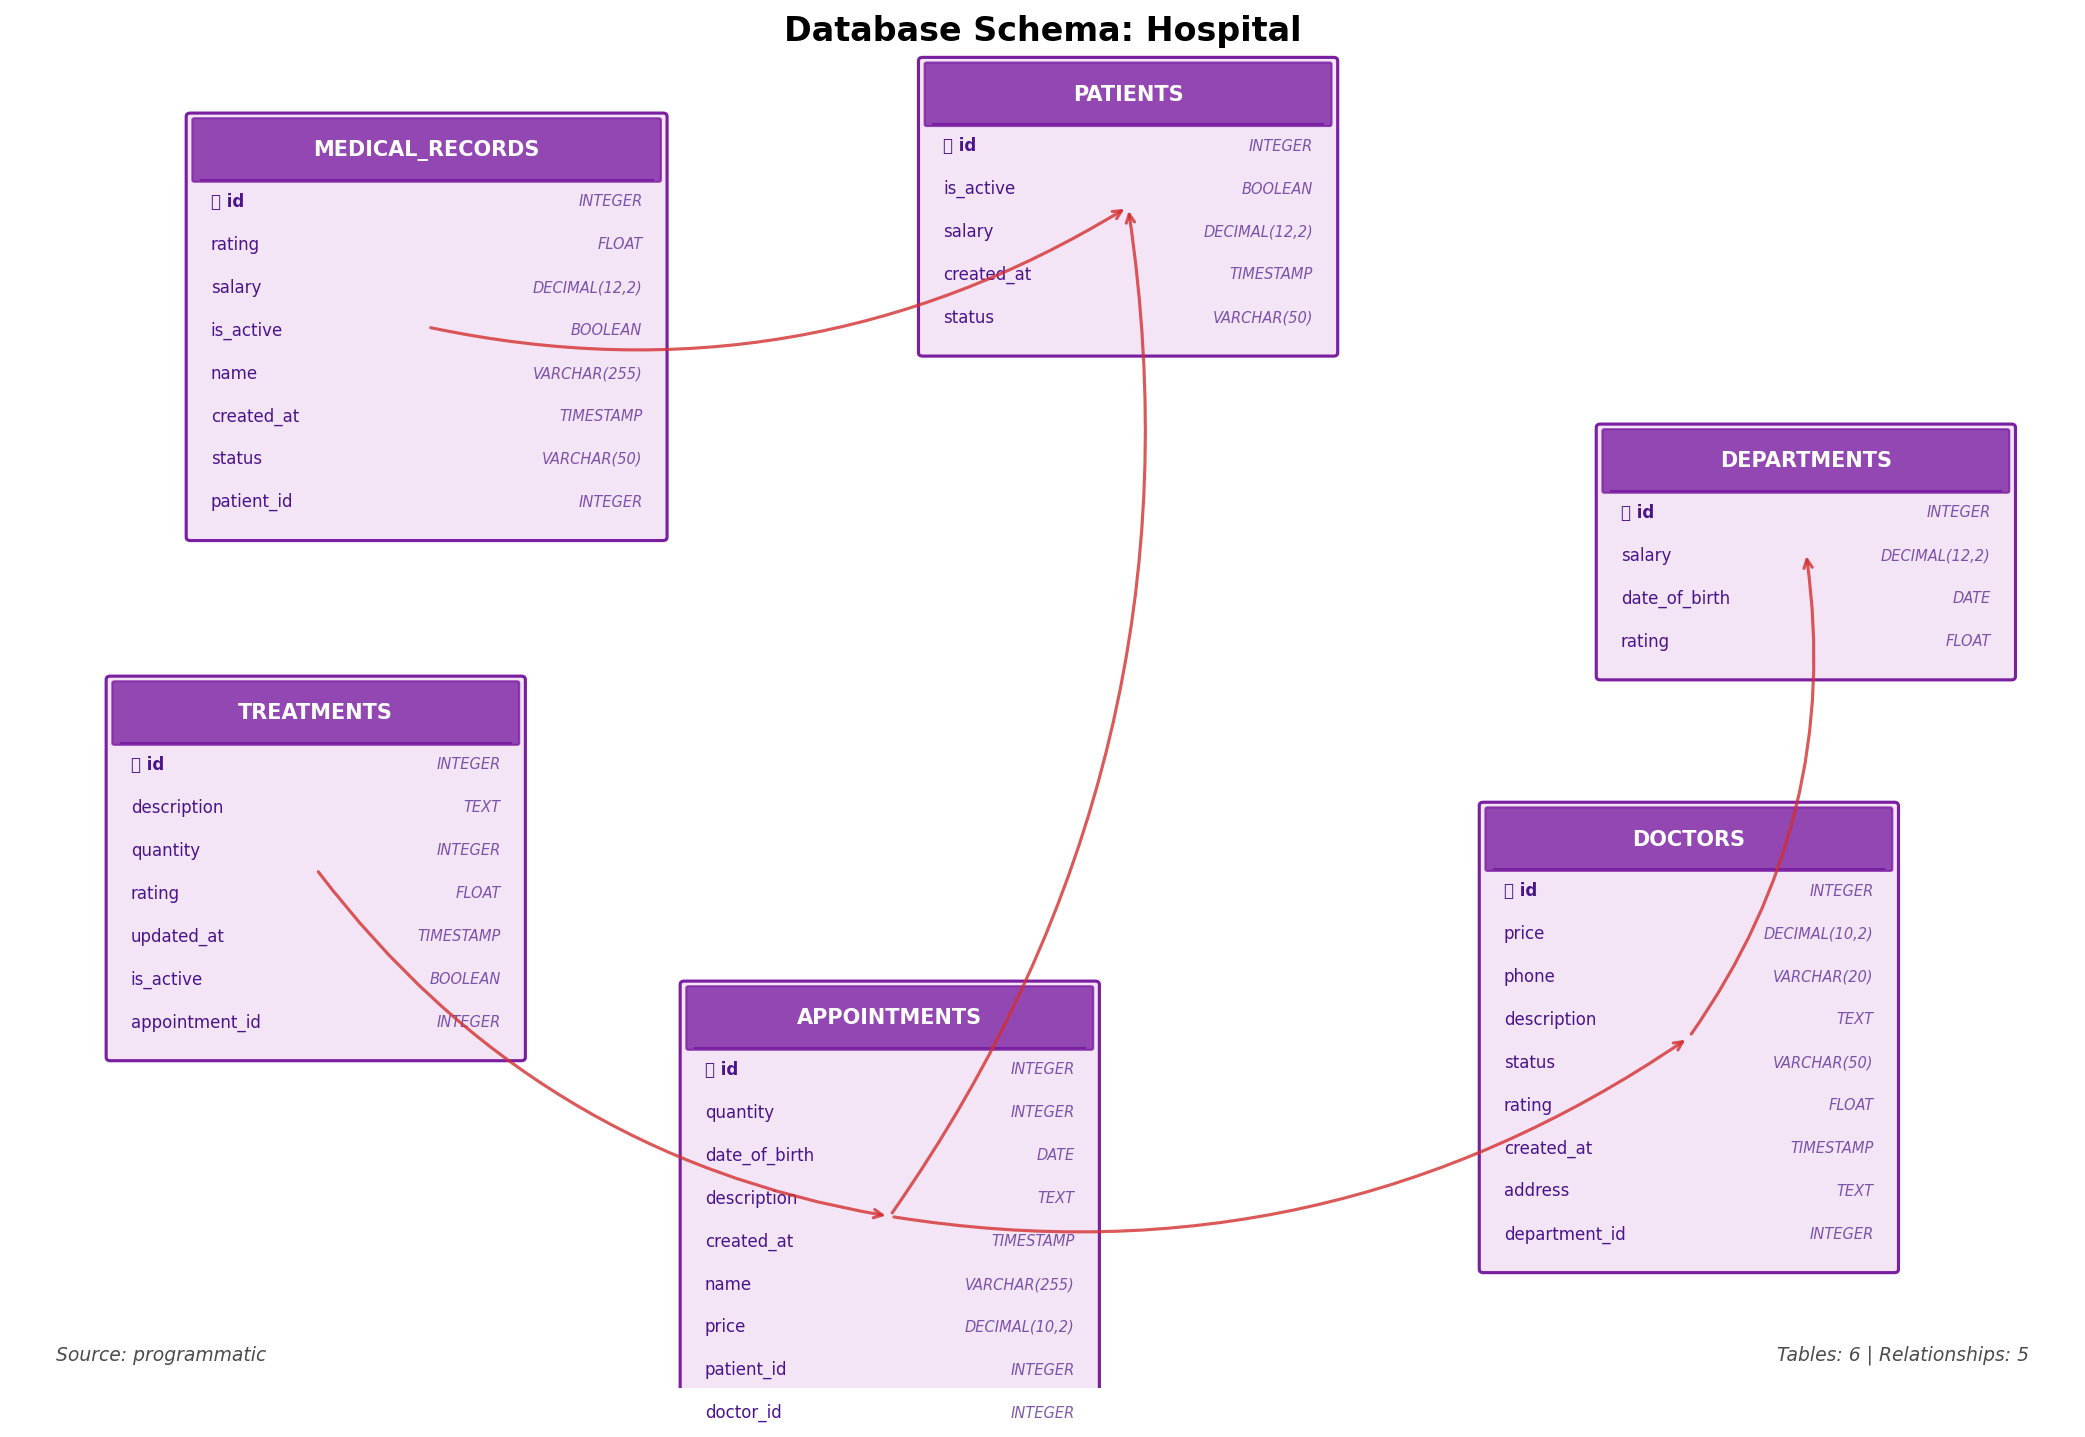 Database Schema: Hospital
PATIENTS
id INTEGER
is_active BOOLEAN
salary DECIMAL(12,2)
created_at TIMESTAMP
status VARCHAR(50)
MEDICAL_RECORDS
id INTEGER
rating FLOAT
salary DECIMAL(12,2)
is_active BOOLEAN
name VARCHAR(255)
created_at TIMESTAMP
status VARCHAR(50)
patient_id INTEGER
DEPARTMENTS
id INTEGER
salary DECIMAL(12,2)
date_of_birth DATE
rating FLOAT
TREATMENTS
id INTEGER
description TEXT
quantity INTEGER
rating FLOAT
updated_at TIMESTAMP
is_active BOOLEAN
appointment_id INTEGER
DOCTORS
id INTEGER
price DECIMAL(10,2)
phone VARCHAR(20)
description TEXT
status VARCHAR(50)
rating FLOAT
created_at TIMESTAMP
address TEXT
department_id INTEGER
APPOINTMENTS
id INTEGER
quantity INTEGER
date_of_birth DATE
description TEXT
created_at TIMESTAMP
name VARCHAR(255)
price DECIMAL(10,2)
patient_id INTEGER
doctor_id INTEGER
Source: programmatic
Tables: 6 | Relationships: 5